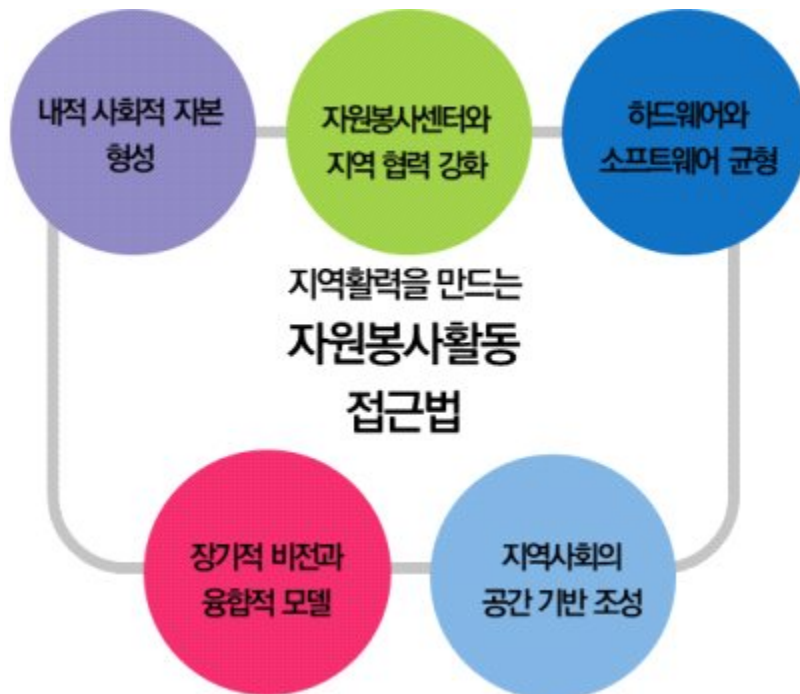 내적 사회적 자본
형성
자원봉사센터와
지역 협력 강화
하드웨어와
소프트웨어 균형
지역활력을 만드는
자원봉사활동
접근법
장기적 비전과
융합적 모델
지역사회의
공간 기반 조성